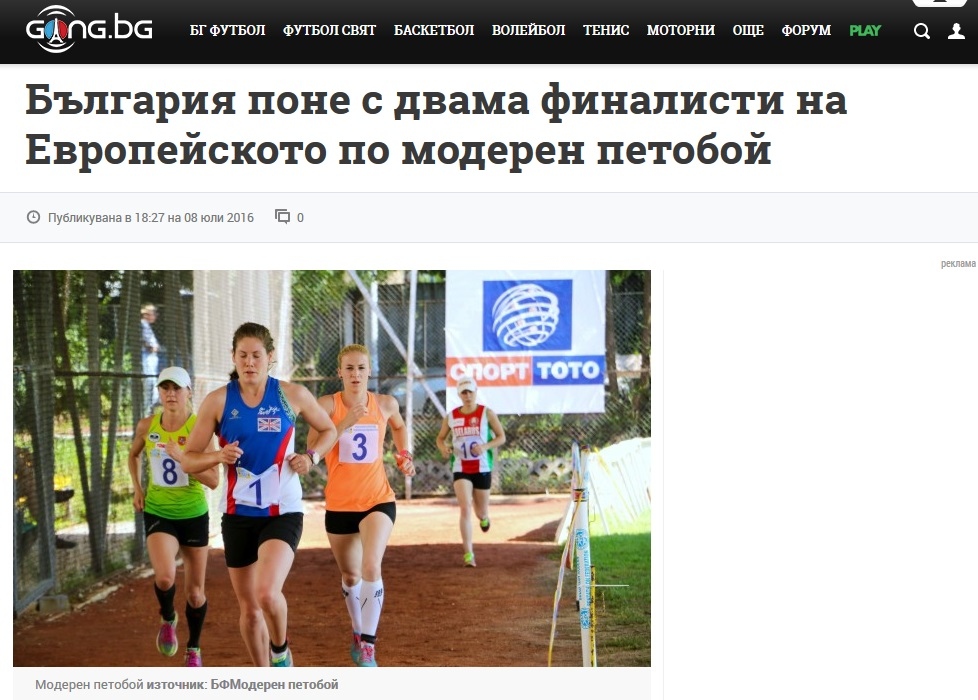 GONG.BG
БГ ФУТБОЛ ФУТБОЛ СВЯТ БАСКЕТБОЛ ВОЛЕЙБОЛ ТЕНИС МОТОРНИ ОЩЕ ФОРУМ PLAY
България поне с двама финалисти на
Европейското по модерен петобой
Публикувана в 18:27 на 08 юли 2016 0
реклама
СПОРТ ТОТО
BELARUS
3
16
8
1
Модерен петобой източник: БФМодерен петобой